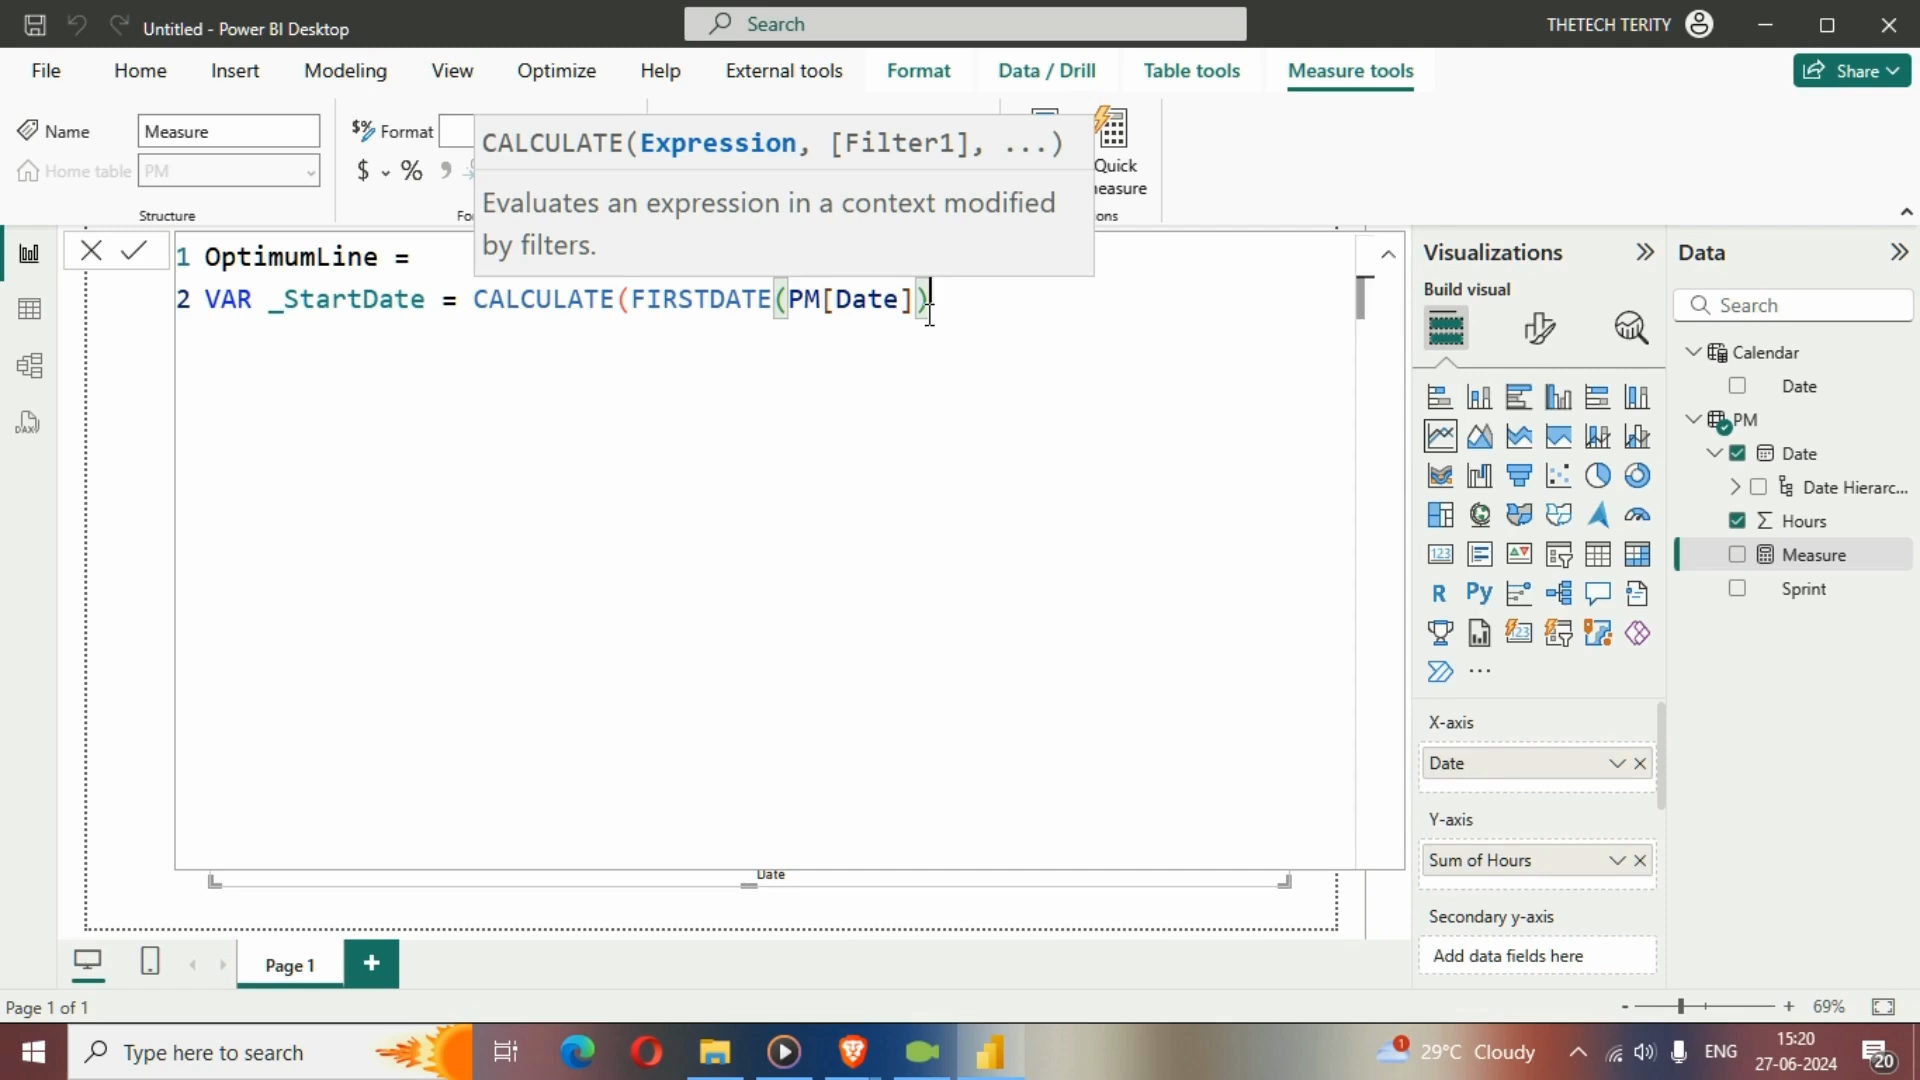 Untitled - Power BI Desktop
Search
THETECH TERITY
File
Home
Insert
Modeling
View
Optimize
Help
External tools
Format
Data / Drill
Table tools
Measure tools
Share
Name
Measure
Format
Home table
PM
$
%
Quick
easure
Structure
Fo
ons
CALCULATE(Expression, [Filter1], ...)
Evaluates an expression in a context modified
by filters.
1 OptimumLine =
2 VAR _StartDate = CALCULATE(FIRSTDATE(PM[Date])
DAX
Date
Visualizations
Build visual
123
R
Py
123
X-axis
Date
Y-axis
Sum of Hours
Secondary y-axis
Add data fields here
Data
Search
Calendar
Date
PM
Date
Date Hierarc...
Hours
Measure
Sprint
Page 1
Page 1 of 1
- + 69%
Type here to search
1
29°C Cloudy
ENG
15:20
27-06-2024
20